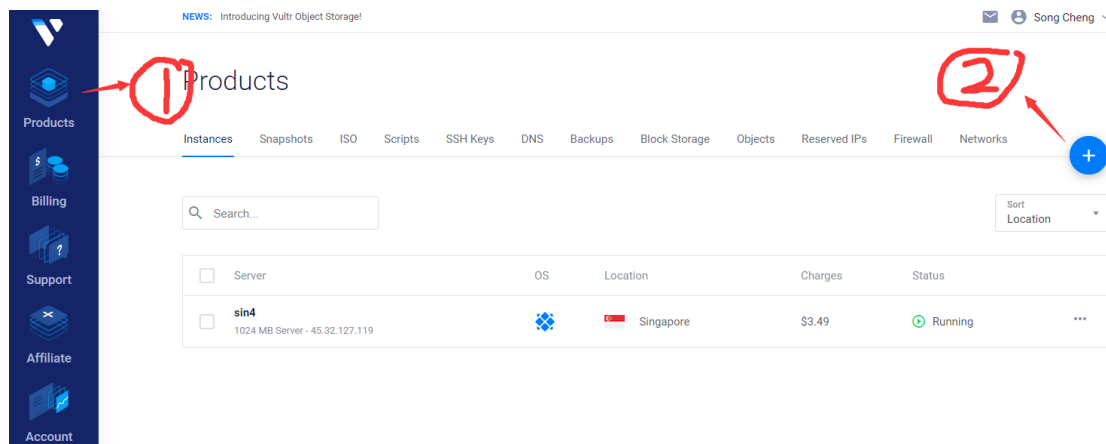 NEWS: Introducing Vultr Object Storage!
Song Cheng
Products
1
2
Products
Instances Snapshots ISO Scripts SSH Keys DNS Backups Block Storage Objects Reserved IPs Firewall Networks
+
Billing
Search...
Sort
Location
Support
Server OS Location Charges Status
sin4
1024 MB Server - 45.32.127.119
Singapore $3.49 Running
Affiliate
Account